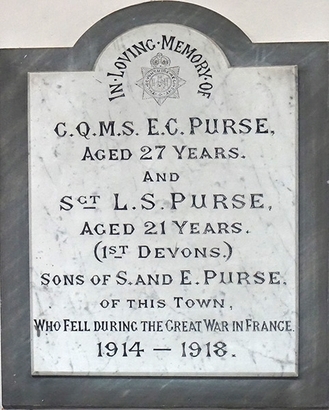 IN·LOVING·MEMORY·OF
C.Q.M.S. E.C. PURSE,
AGED 27 YEARS.
AND
SGT L.S. PURSE,
AGED 21 YEARS.
(1ST DEVONS.)
SONS OF S. AND E. PURSE.
OF THIS TOWN,
WHO FELL DURING THE GREAT WAR IN FRANCE.
1914 — 1918.